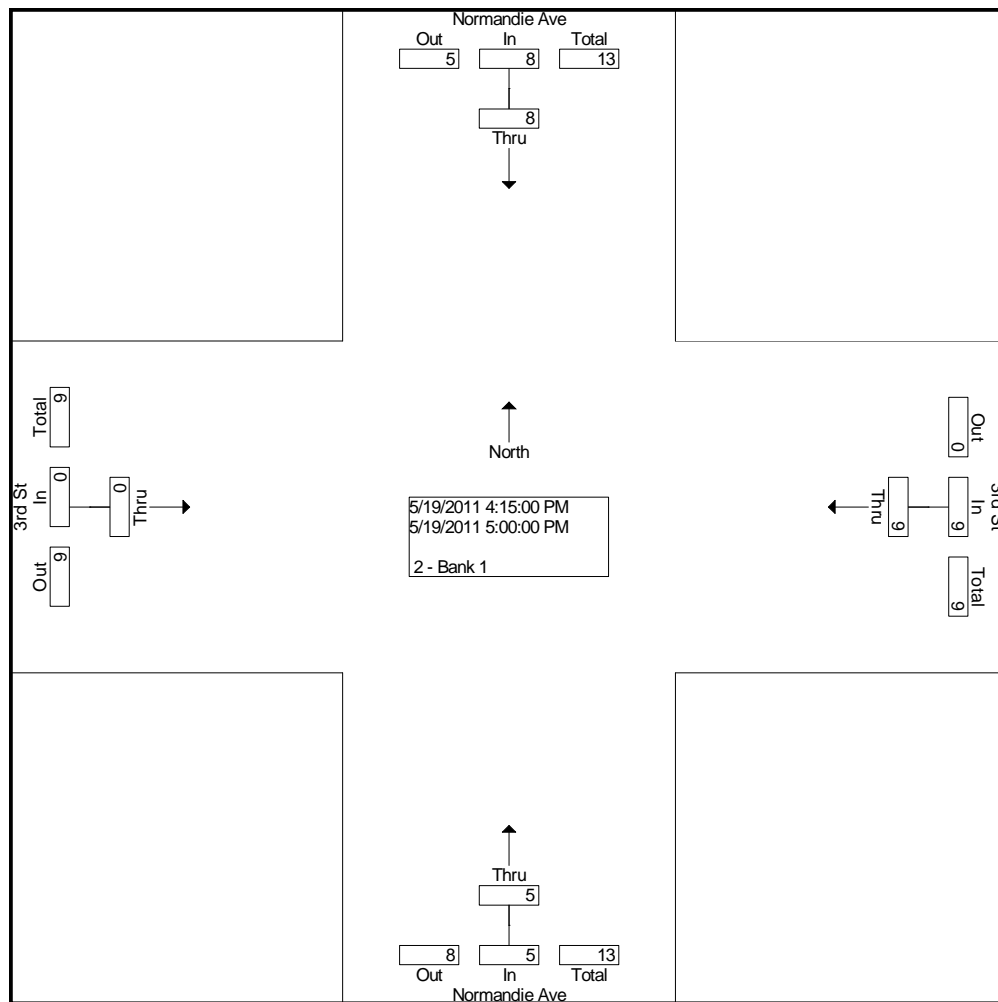 Normandie Ave
Out In Total
5 8 13
8
Thru
Total
9
In
0
Out
9
3rd St
0
Thru
North
5/19/2011 4:15:00 PM
5/19/2011 5:00:00 PM
2 - Bank 1
Out
0
In
9
Total
9
3rd St
Thru
9
Thru
5
8 5 13
Out In Total
Normandie Ave